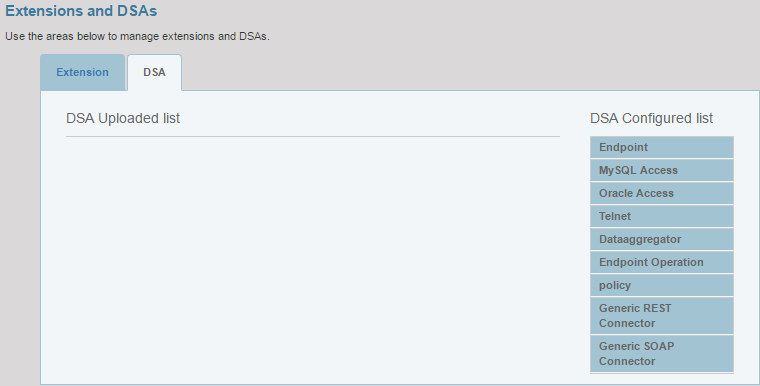 Extensions and DSAs
Use the areas below to manage extensions and DSAs.
Extension
DSA
DSA Uploaded list
DSA Configured list
Endpoint
MySQL Access
Oracle Access
Telnet
Dataaggregator
Endpoint Operation
policy
Generic REST
Connector
Generic SOAP
Connector